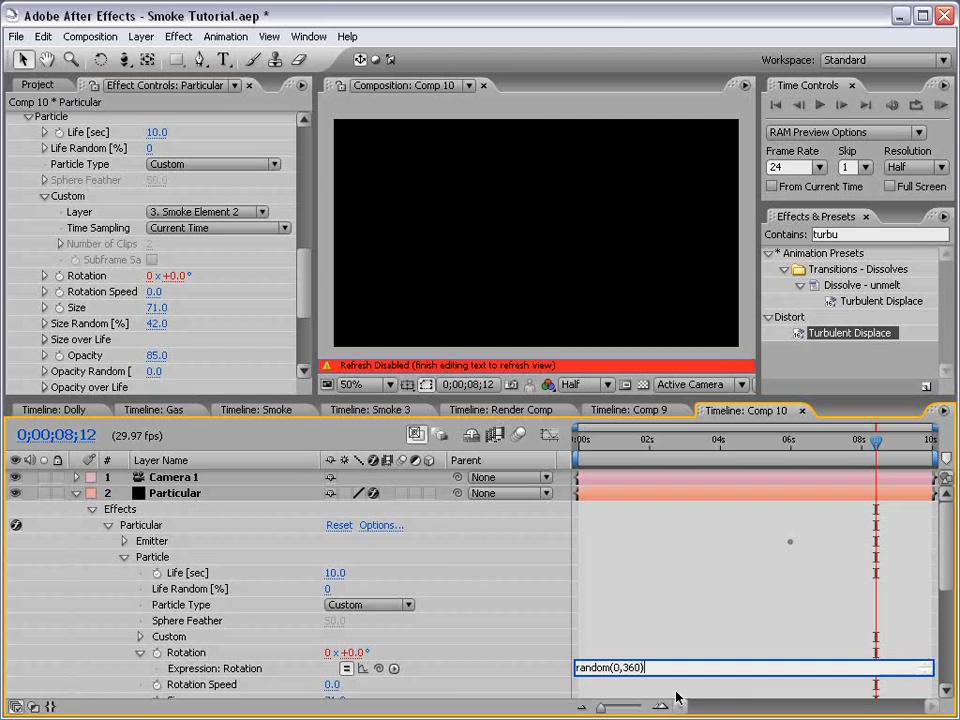 Adobe After Effects - Smoke Tutorial.aep *
File Edit Composition Layer Effect Animation View Window Help
Workspace: Standard
Project Effect Controls: Particular
Comp 10 * Particular
Particle
Life [sec] 10.0
Life Random [%] 0
Particle Type Custom
Sphere Feather 50.0
Custom
Layer 3. Smoke Element 2
Time Sampling Current Time
Number of Clips 2
Subframe Sa
Rotation 0 x +0.0 °
Rotation Speed 0.0
Size 71.0
Size Random [%] 42.0
Size over Life
Opacity 85.0
Opacity Random [ 0.0
Opacity over Life
Composition: Comp 10
Refresh Disabled (finish editing text to refresh view)
50% 0;00;08;12 Half Active Camera
Time Controls
RAM Preview Options
Frame Rate Skip Resolution
24 1 Half
From Current Time Full Screen
Effects & Presets
Contains: turbu
* Animation Presets
Transitions - Dissolves
Dissolve - unmelt
Turbulent Displace
Distort
Turbulent Displace
Timeline: Dolly Timeline: Gas Timeline: Smoke Timeline: Smoke 3 Timeline: Render Comp Timeline: Comp 9 Timeline: Comp 10
0;00;08;12 (29.97 fps)
:00s 02s 04s 06s 08s 10s
# Layer Name Parent
1 Camera 1 None
2 Particular None
Effects
Particular Reset Options...
Emitter
Particle
Life [sec] 10.0
Life Random [%] 0
Particle Type Custom
Sphere Feather 50.0
Custom
Rotation 0 x +0.0 °
Expression: Rotation random(0,360)
Rotation Speed 0.0